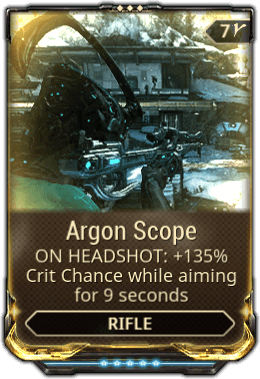 7
Argon Scope
ON HEADSHOT: +135%
Crit Chance while aiming
for 9 seconds
RIFLE